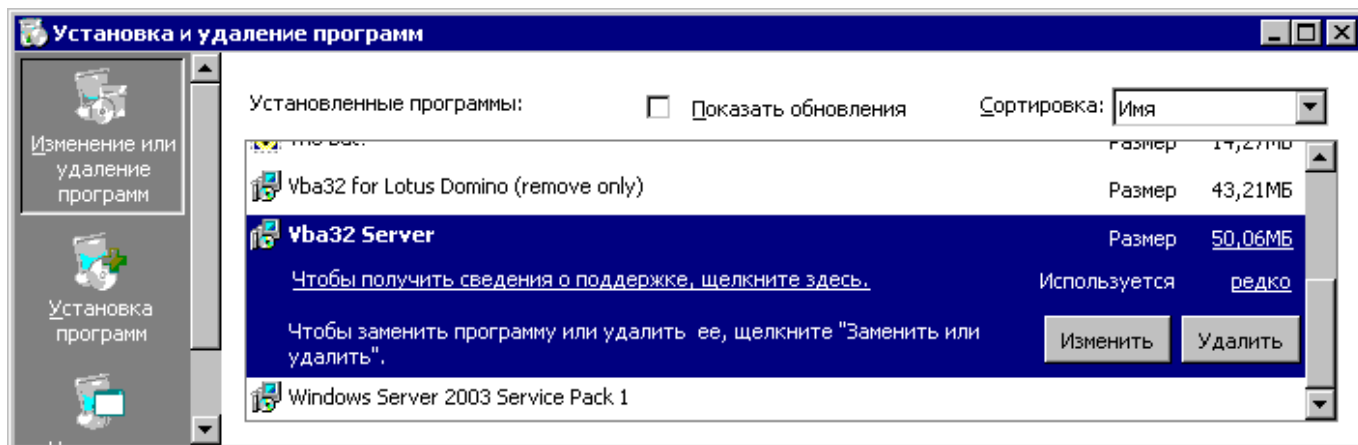 Установка и удаление программ
Изменение или
удаление
программ
Установка
программ
Установленные программы:
Показать обновления
Сортировка: Имя
Размер 14,27МБ
Vba32 for Lotus Domino (remove only) Размер 43,21МБ
Vba32 Server Размер 50,06МБ
Чтобы получить сведения о поддержке, щелкните здесь. Используется редко
Чтобы заменить программу или удалить ее, щелкните "Заменить или
удалить".
Изменить Удалить
Windows Server 2003 Service Pack 1